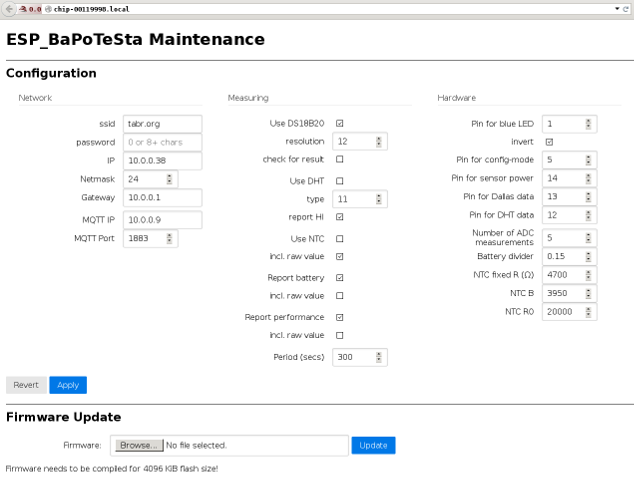 0.0 chip-00119998.local
ESP_BaPoTeSta Maintenance
Configuration
Network
ssid tabr.org
password 0 or 8+ chars
IP 10.0.0.38
Netmask 24
Gateway 10.0.0.1
MQTT IP 10.0.0.9
MQTT Port 1883
Measuring
Use DS18B20
resolution 12
check for result
Use DHT
type 11
report HI
Use NTC
incl. raw value
Report battery
incl. raw value
Report performance
incl. raw value
Period (secs) 300
Hardware
Pin for blue LED 1
invert
Pin for config-mode 5
Pin for sensor power 14
Pin for Dallas data 13
Pin for DHT data 12
Number of ADC
measurements 5
Battery divider 0.15
NTC fixed R (Ω) 4700
NTC B 3950
NTC R0 20000
Revert Apply
Firmware Update
Firmware: Browse... No file selected. Update
Firmware needs to be compiled for 4096 KiB flash size!